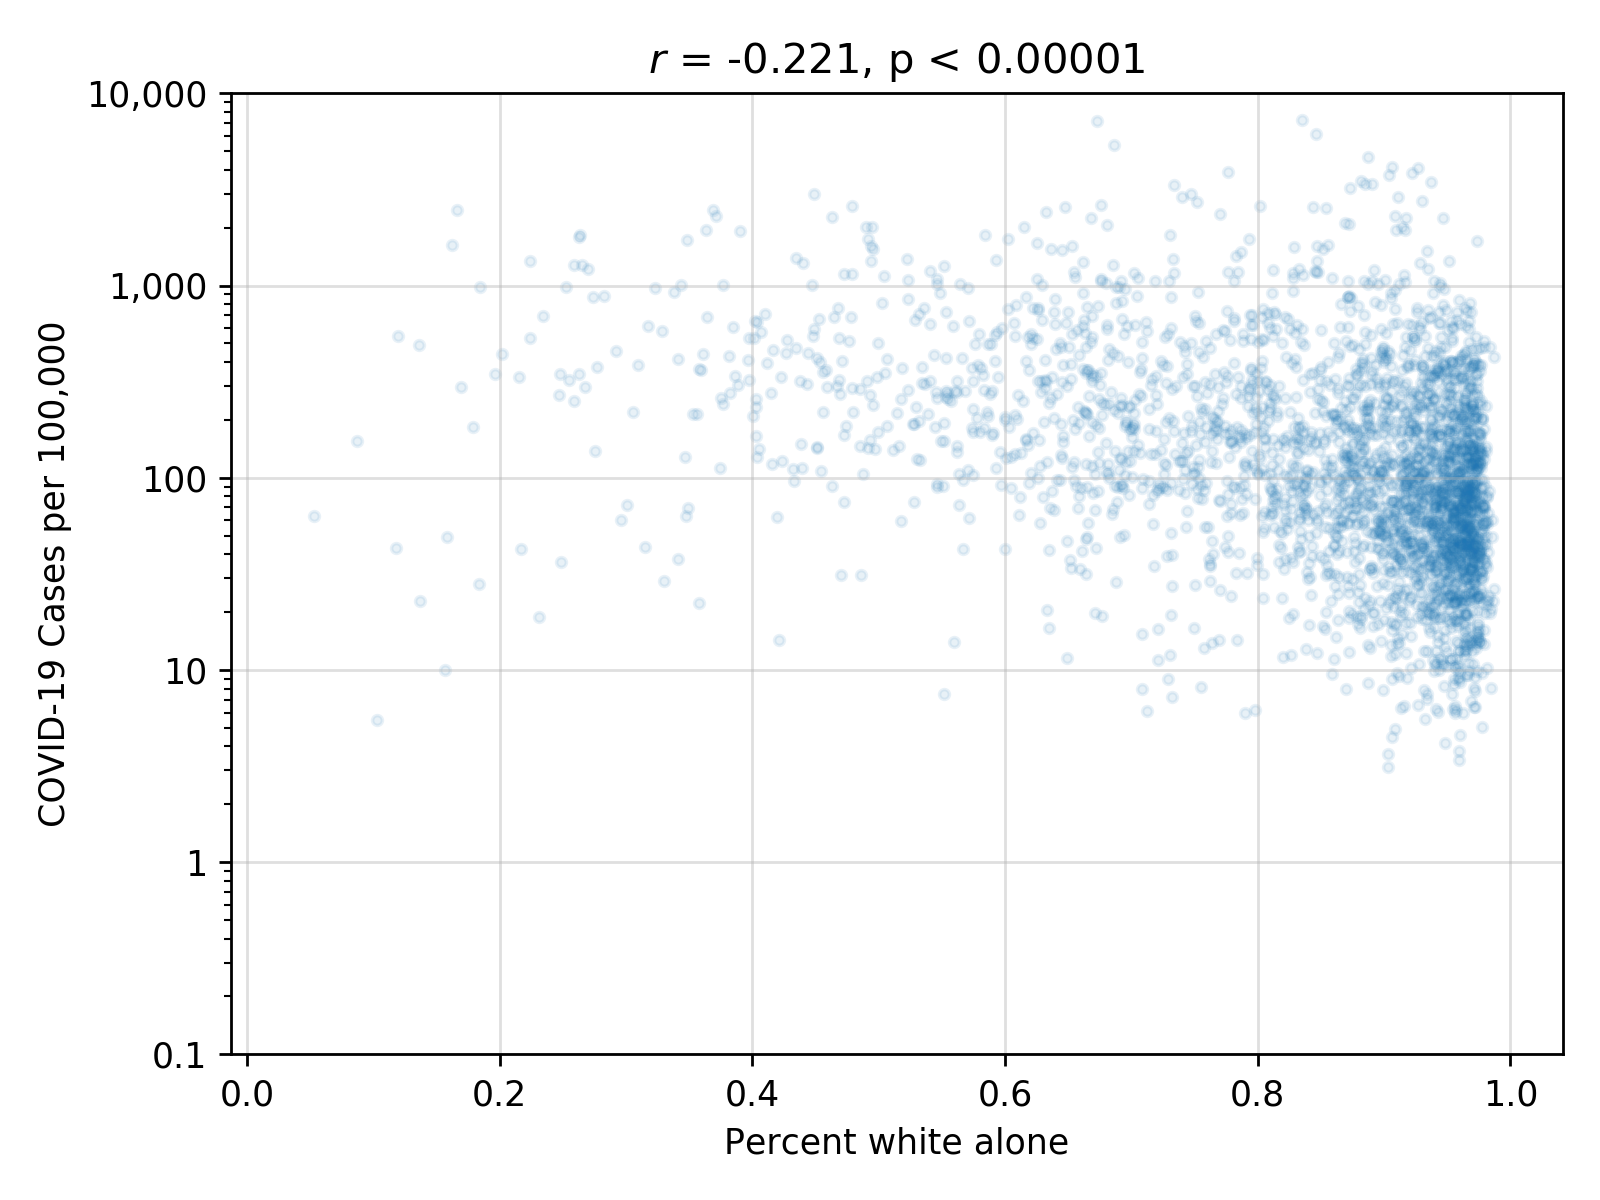 r = -0.221, p < 0.00001
10,000
1,000
100
10
1
0.1
COVID-19 Cases per 100,000
0.0 0.2 0.4 0.6 0.8 1.0
Percent white alone